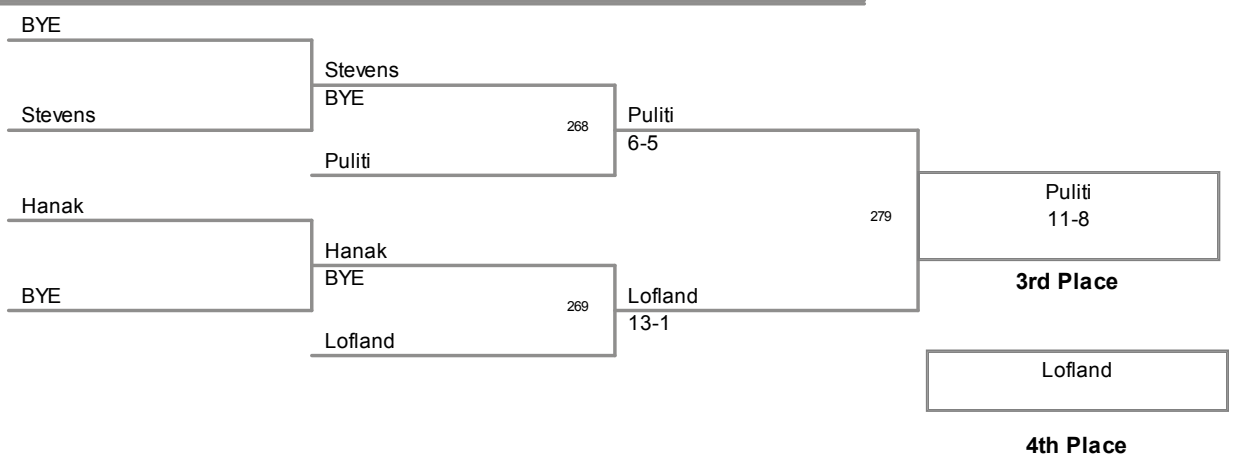 BYE
Stevens
Stevens
BYE
268
Puliti
Puliti
6-5
Hanak
BYE
Hanak
BYE
269
Lofland
Lofland
13-1
279
Puliti
11-8
3rd Place
Lofland
4th Place